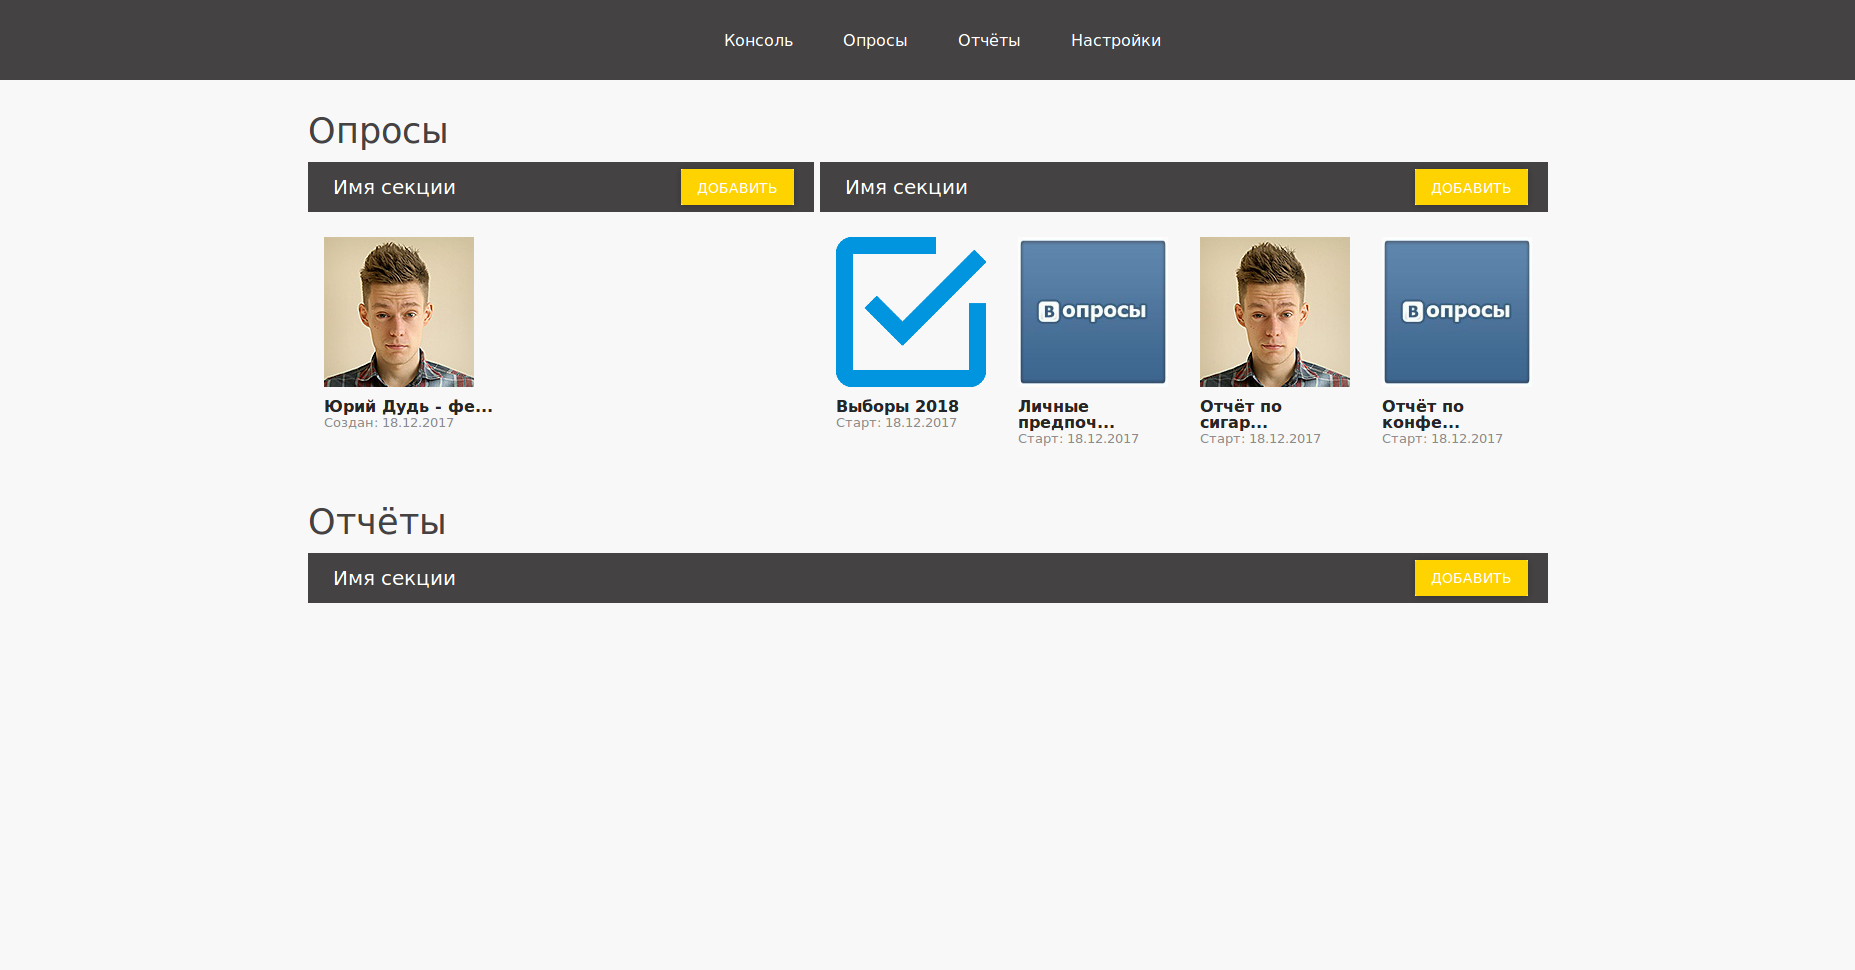 Консоль Опросы Отчёты Настройки
Опросы
Имя секции ДОБАВИТЬ
Имя секции ДОБАВИТЬ
Юрий Дудь - фе...
Создан: 18.12.2017
Выборы 2018
Старт: 18.12.2017
В опросы
Личные
предпоч...
Старт: 18.12.2017
Отчёт по
сигар...
Старт: 18.12.2017
В опросы
Отчёт по
конфе...
Старт: 18.12.2017
Отчёты
Имя секции ДОБАВИТЬ